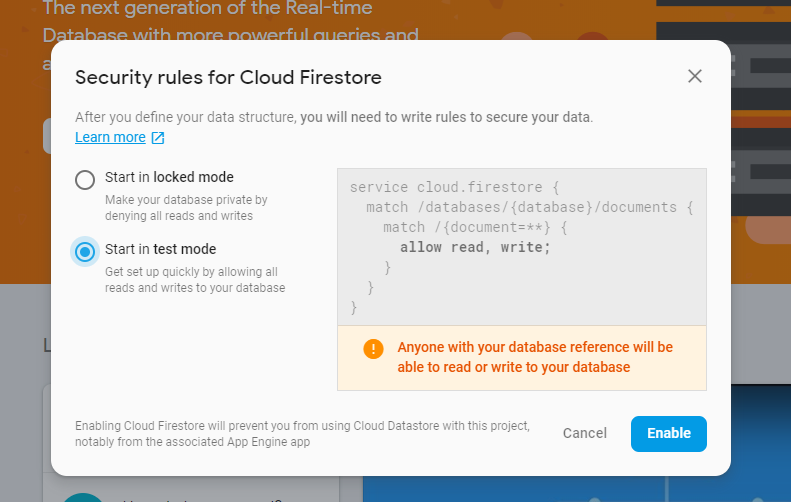 The next generation of the Real-time
Database with more powerful queries and
Security rules for Cloud Firestore
After you define your data structure, you will need to write rules to secure your data.
Learn more
Start in locked mode
Make your database private by
denying all reads and writes
Start in test mode
Get set up quickly by allowing all
reads and writes to your database
service cloud.firestore {
  match /databases/{database}/documents {
    match /{document=**} {
      allow read, write;
    }
  }
}
Anyone with your database reference will be
able to read or write to your database
Enabling Cloud Firestore will prevent you from using Cloud Datastore with this project,
notably from the associated App Engine app
Cancel
Enable